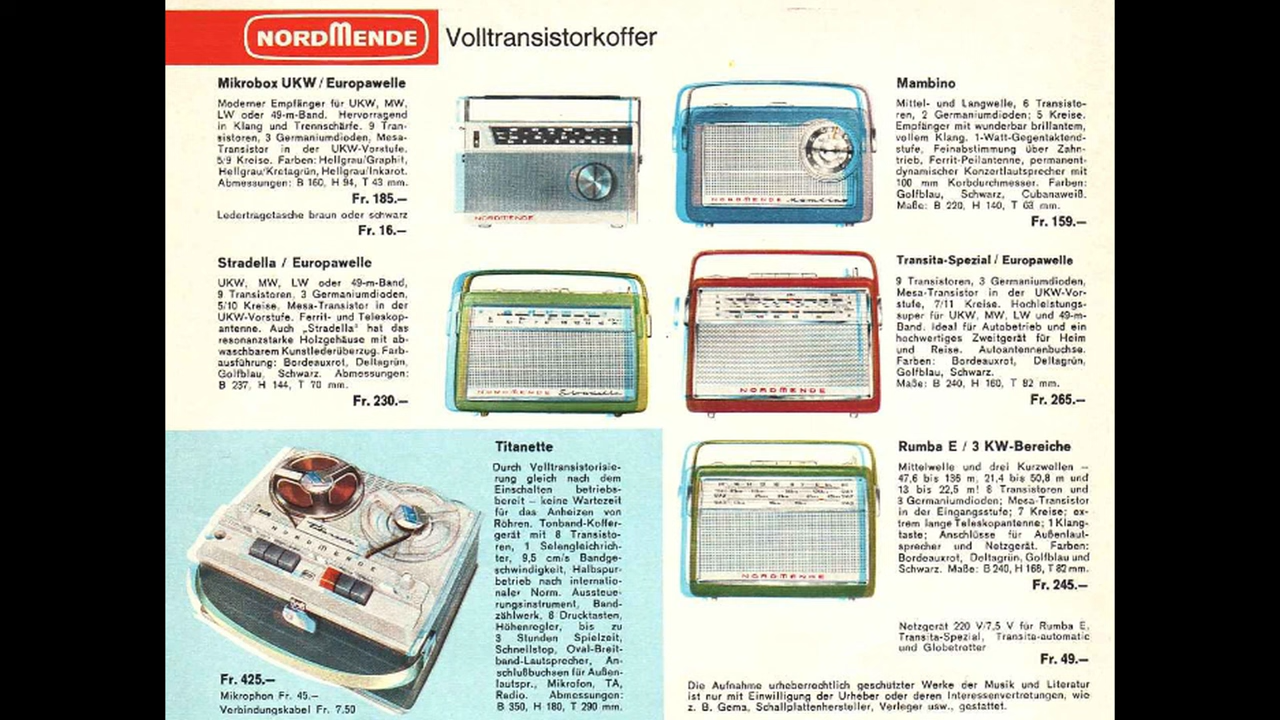 NORDMENDE Volltransistorkoffer
Mikrobox UKW / Europawelle
Moderner Empfänger für UKW, MW,
LW oder 49-m-Band. Hervorragend
in Klang und Trennschärfe. 9 Tran-
sistoren, 3 Germaniumdioden, Mesa-
Transistor in der UKW-Vorstufe.
5/9 Kreise. Farben: Hellgrau/Graphit,
Hellgrau/Kretagrün, Hellgrau/Inkarot.
Abmessungen: B 160, H 94, T 43 mm.
Fr. 185.—
Ledertragetasche braun oder schwarz
Fr. 16.—
NORDMENDE
Mambino
Mittel- und Langwelle, 6 Transisto-
ren, 2 Germaniumdioden; 5 Kreise.
Empfänger mit wunderbar brillantem,
vollem Klang. 1-Watt-Gegentaktend-
stufe, Feinabstimmung über Zahn-
trieb, Ferrit-Peilantenne, permanent-
dynamischer Konzertlautsprecher mit
100 mm Korbdurchmesser. Farben:
Golfblau, Schwarz, Cubanaweiß.
Maße: B 220, H 140, T 63 mm.
Fr. 159.—
NORDMENDE Mambino
Stradella / Europawelle
UKW, MW, LW oder 49-m-Band,
9 Transistoren, 3 Germaniumdioden,
5/10 Kreise. Mesa-Transistor in der
UKW-Vorstufe. Ferrit- und Teleskop-
antenne. Auch „Stradella" hat das
resonanzstarke Holzgehäuse mit ab-
waschbarem Kunstlederüberzug. Farb-
ausführung: Bordeauxrot, Deltagrün,
Golfblau, Schwarz. Abmessungen:
B 237, H 144, T 70 mm.
Fr. 230.—
NORDMENDE Stradella
Transita-Spezial / Europawelle
9 Transistoren, 3 Germaniumdioden,
Mesa-Transistor in der UKW-Vor-
stufe, 7/11 Kreise. Hochleistungs-
super für UKW, MW, LW und 49-m-
Band. Ideal für Autobetrieb und ein
hochwertiges Zweitgerät für Heim
und Reise. Autoantennenbuchse.
Farben: Bordeauxrot, Deltagrün,
Golfblau, Schwarz.
Maße: B 240, H 160, T 82 mm.
Fr. 265.—
NORDMENDE
Titanette
Durch Volltransistorisie-
rung gleich nach dem
Einschalten betriebs-
bereit – keine Wartezeit
für das Anheizen von
Röhren. Tonband-Koffer-
gerät mit 8 Transisto-
ren, 1 Selengleichrich-
ter, 9,5 cm/s Bandge-
schwindigkeit, Halbspur-
betrieb nach internatio-
naler Norm. Aussteue-
rungsinstrument, Band-
zählwerk, 6 Drucktasten,
Höhenregler, bis zu
3 Stunden Spielzeit,
Schnellstop, Oval-Breit-
band-Lautsprecher, An-
schlußbuchsen für Außen-
lautspr., Mikrofon, TA,
Radio. Abmessungen:
B 350, H 180, T 290 mm.
Fr. 425.—
Mikrophon Fr. 45.—
Verbindungskabel Fr. 7.50
Rumba E / 3 KW-Bereiche
Mittelwelle und drei Kurzwellen –
47,6 bis 186 m, 21,4 bis 50,8 m und
13 bis 22,5 m! 8 Transistoren und
3 Germaniumdioden; Mesa-Transistor
in der Eingangsstufe; 7 Kreise; ex-
trem lange Teleskopantenne; 1 Klang-
taste; Anschlüsse für Außenlaut-
sprecher und Netzgerät. Farben:
Bordeauxrot, Deltagrün, Golfblau und
Schwarz. Maße: B 240, H 168, T 82 mm.
Fr. 245.—
NORDMENDE
Netzgerät 220 V/7,5 V für Rumba E,
Transita-Spezial, Transita-automatic
und Globetrotter
Fr. 49.—
Die Aufnahme urheberrechtlich geschützter Werke der Musik und Literatur
ist nur mit Einwilligung der Urheber oder deren Interessenvertretungen, wie
z. B. Gema, Schallplattenhersteller, Verleger usw., gestattet.